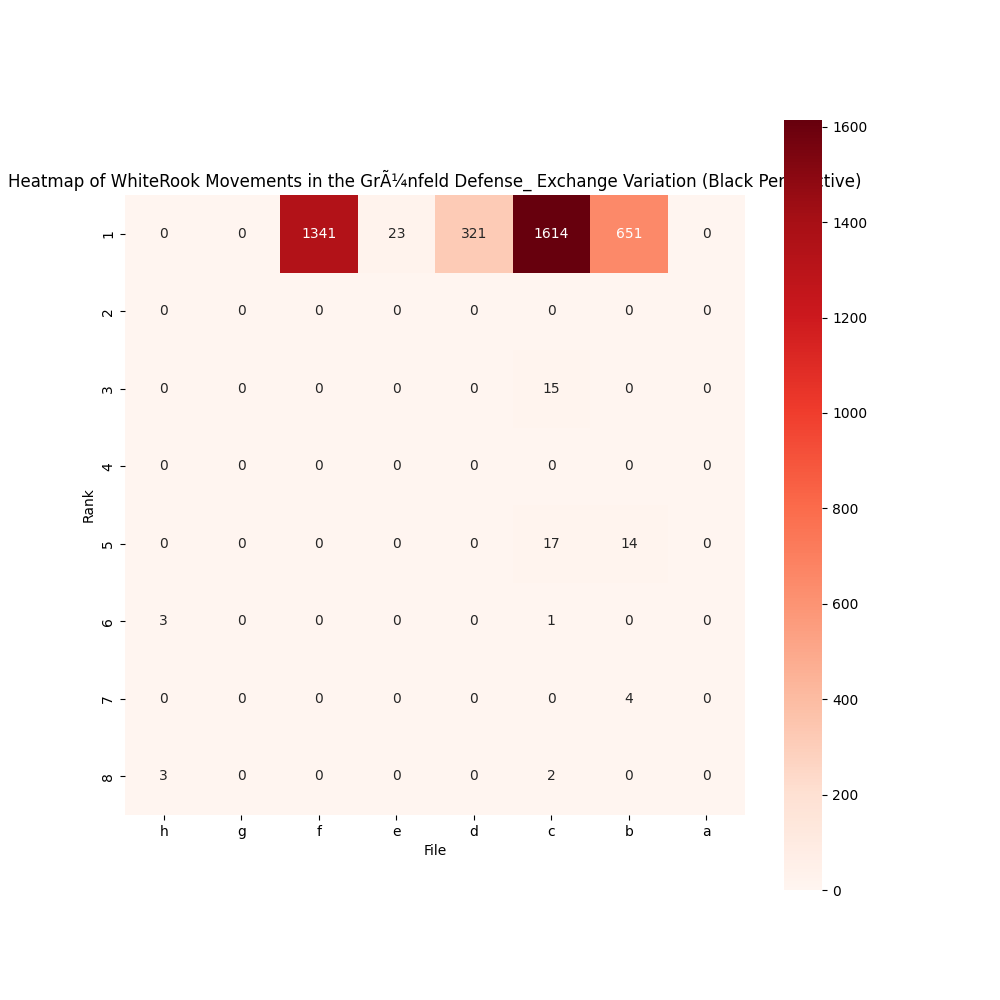 Heatmap of WhiteRook Movements in the GrÃ¼nfeld Defense_ Exchange Variation (Black Per ctive)
1 0 0 1341 23 321 1614 651 0
2 0 0 0 0 0 0 0 0
3 0 0 0 0 0 15 0 0
4 0 0 0 0 0 0 0 0
Rank
5 0 0 0 0 0 17 14 0
6 3 0 0 0 0 1 0 0
7 0 0 0 0 0 0 4 0
8 3 0 0 0 0 2 0 0
h g f e d c b a
File
1600
1400
1200
1000
800
600
400
200
0